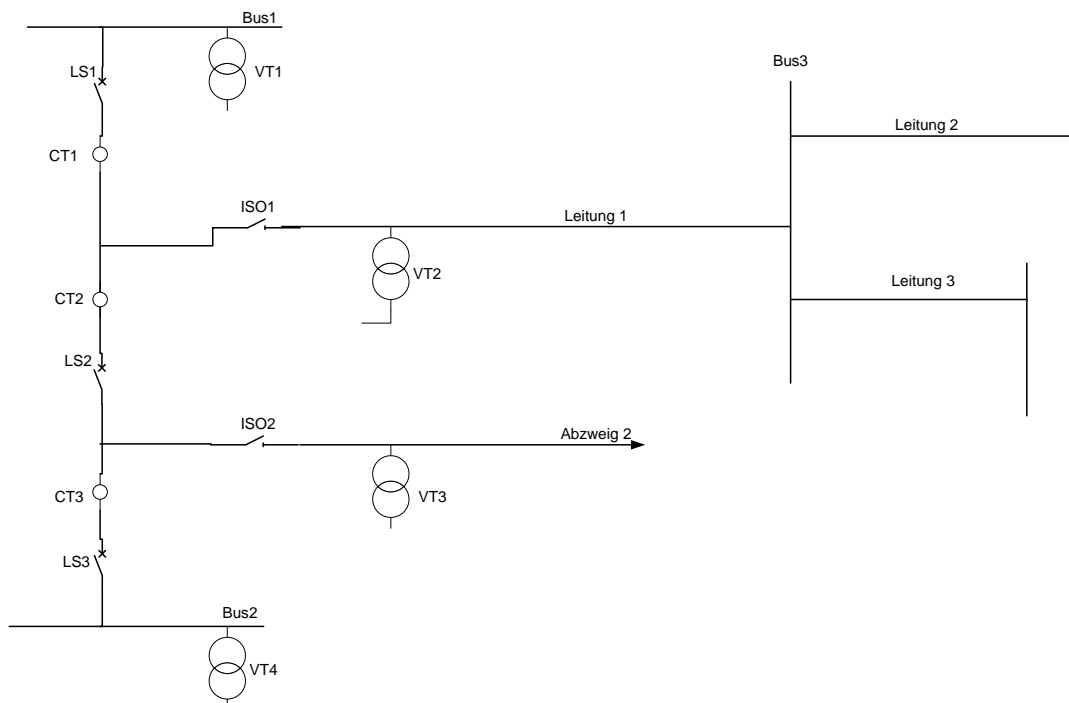 Bus1
LS1
VT1
Bus3
Leitung 2
CT1
ISO1
Leitung 1
VT2
Leitung 3
CT2
LS2
ISO2
Abzweig 2
CT3
VT3
LS3
Bus2
VT4